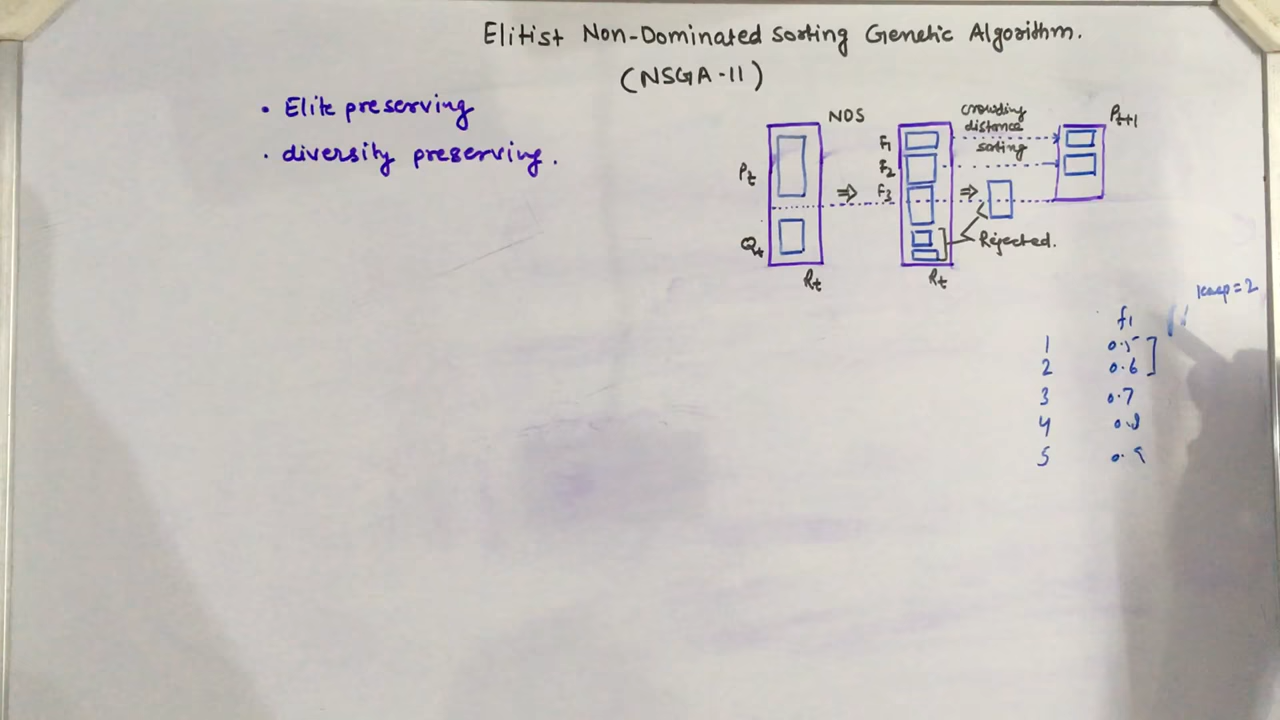 Elitist Non-Dominated Sorting Genetic Algorithm.
(NSGA-II)
• Elite preserving
• diversity preserving.
NDS
crowding
distance
sorting
Pt+1
F1
F2
F3
Pt
⇒
⇒
Qt
Rejected.
Rt
Rt
keep=2
f1
1 0.5
2 0.6
3 0.7
4 0.8
5 0.9